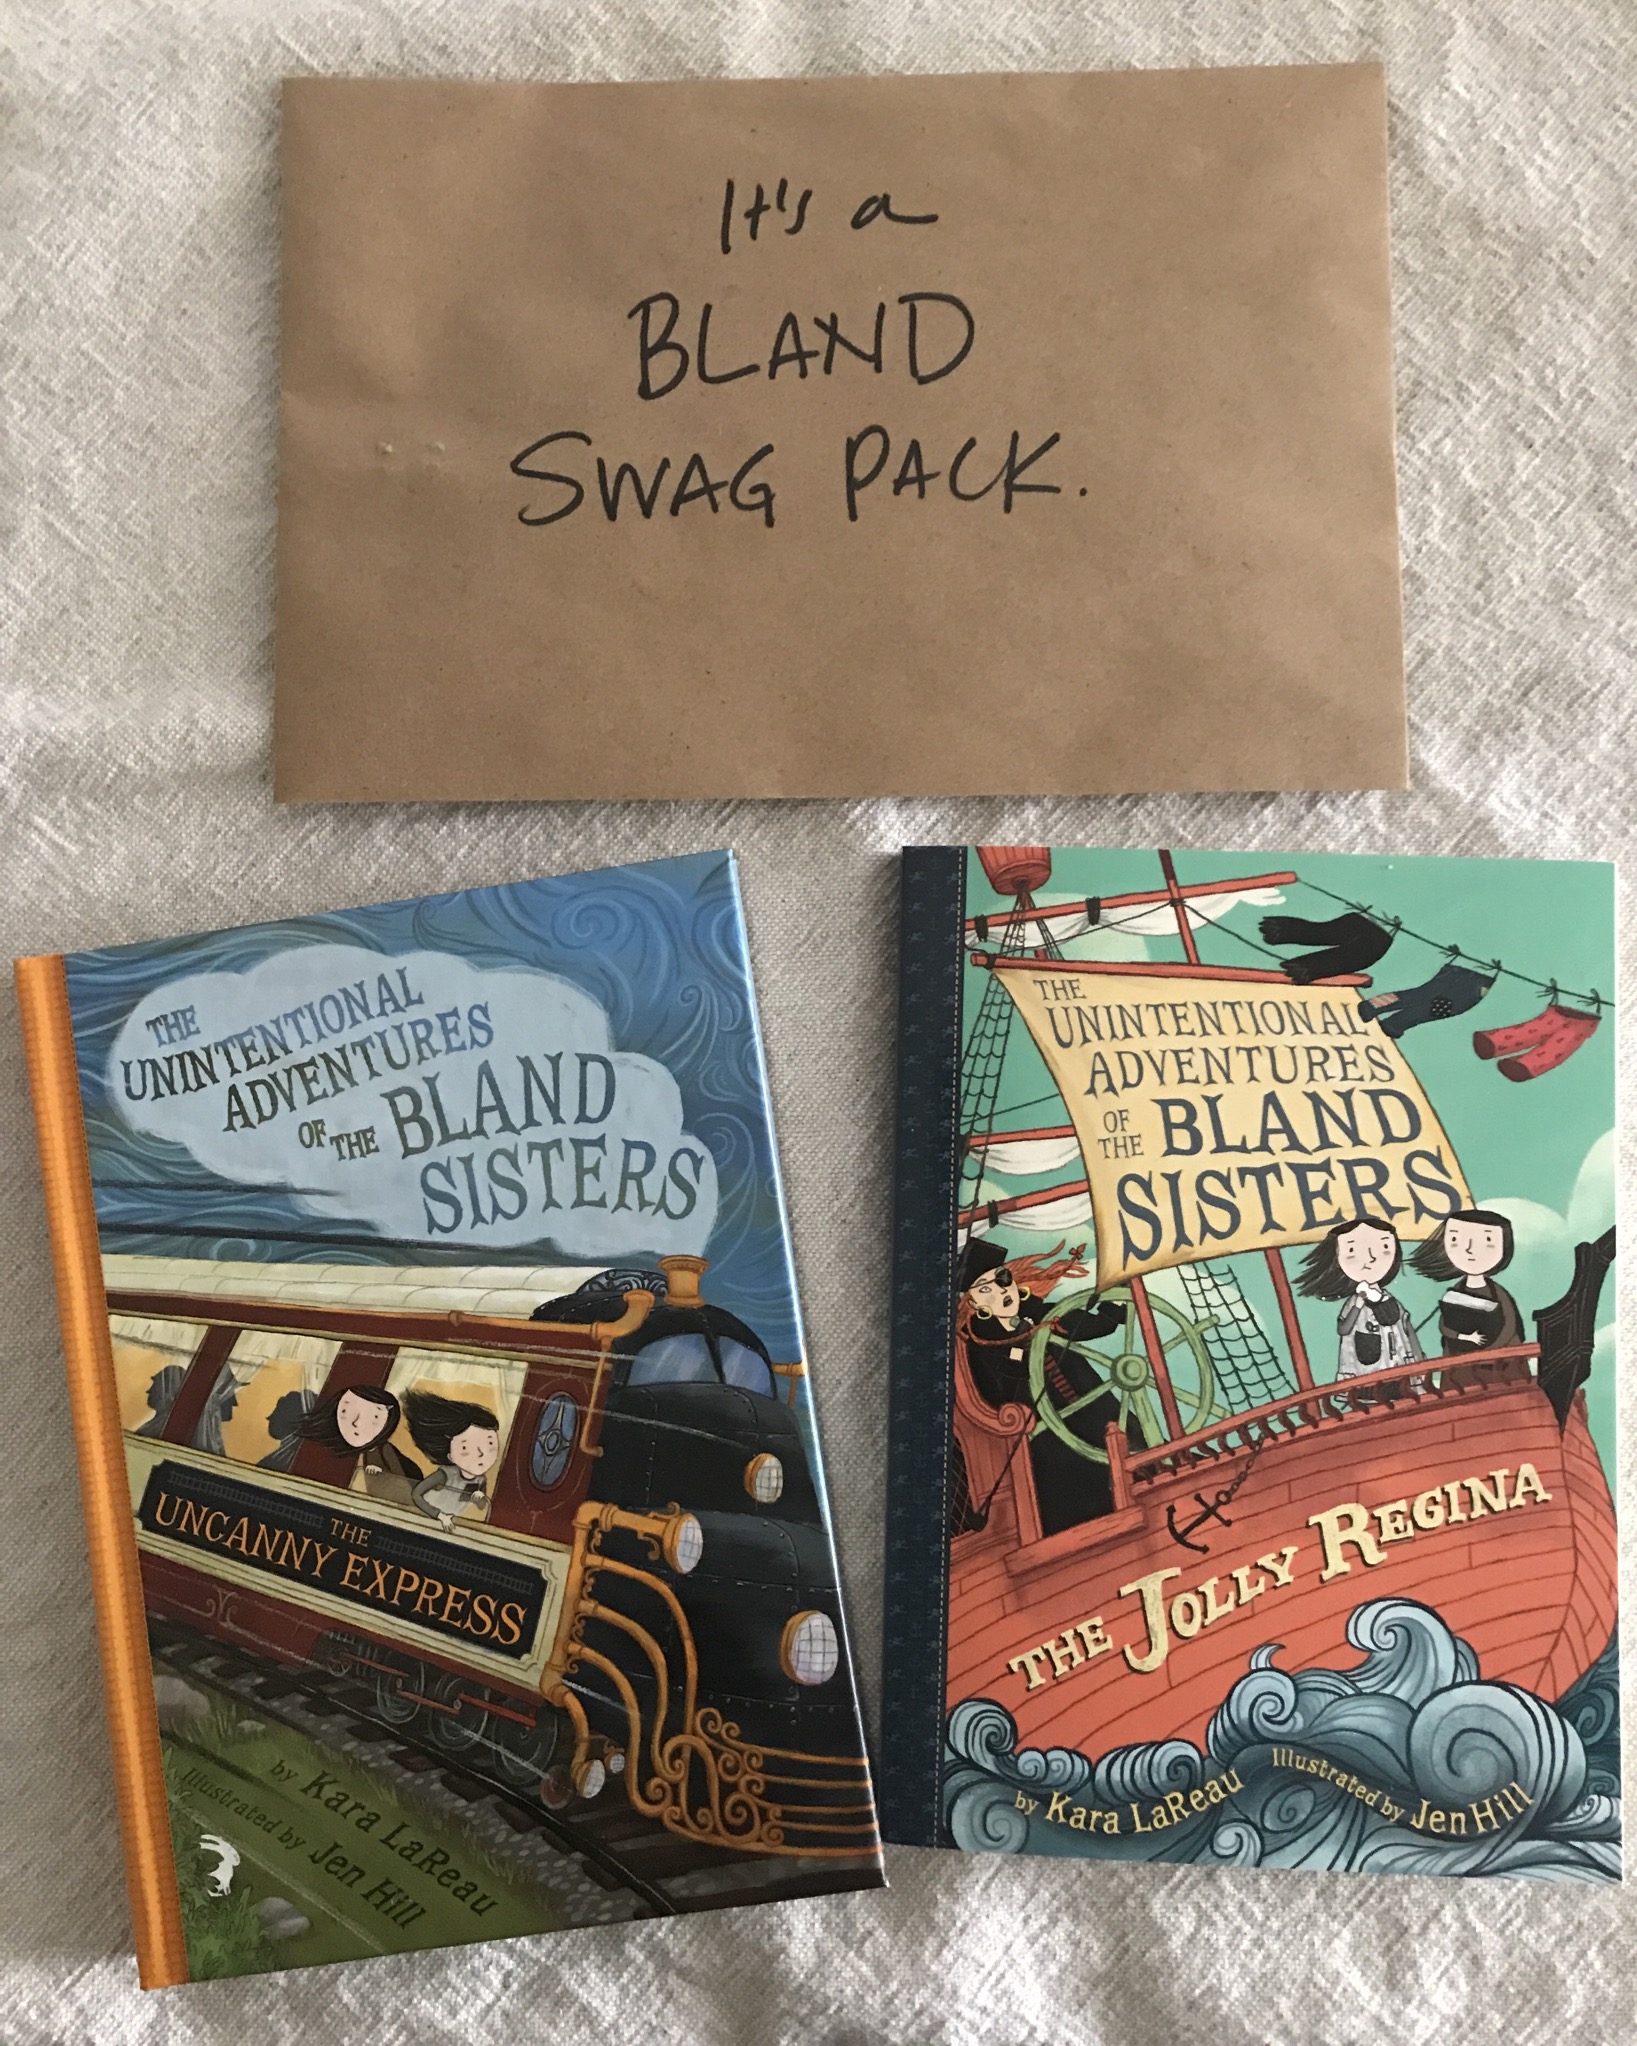 It's a
BLAND
SWAG PACK.
THE
UNINTENTIONAL
ADVENTURES
OF THE BLAND
SISTERS
THE
UNCANNY EXPRESS
by Kara LaReau
Illustrated by Jen Hill
THE
UNINTENTIONAL
ADVENTURES
OF
THE BLAND
SISTERS
THE JOLLY REGINA
by Kara LaReau
Illustrated by Jen Hill